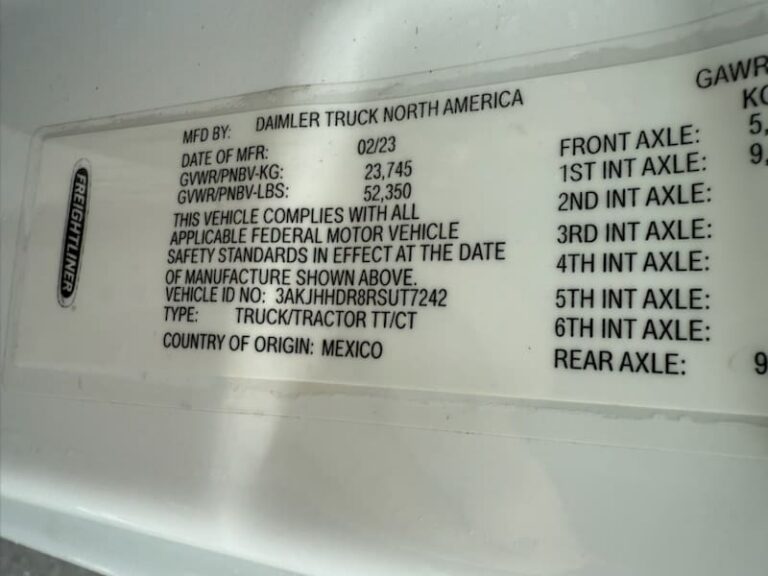 FREIGHTLINER
MFD BY: DAIMLER TRUCK NORTH AMERICA
DATE OF MFR: 02/23
GVWR/PNBV-KG: 23,745
GVWR/PNBV-LBS: 52,350
THIS VEHICLE COMPLIES WITH ALL
APPLICABLE FEDERAL MOTOR VEHICLE
SAFETY STANDARDS IN EFFECT AT THE DATE
OF MANUFACTURE SHOWN ABOVE.
VEHICLE ID NO: 3AKJHHDR8RSUT7242
TYPE: TRUCK/TRACTOR TT/CT
COUNTRY OF ORIGIN: MEXICO
GAWR
KG
FRONT AXLE: 5,
1ST INT AXLE: 9,
2ND INT AXLE:
3RD INT AXLE:
4TH INT AXLE:
5TH INT AXLE:
6TH INT AXLE:
REAR AXLE: 9